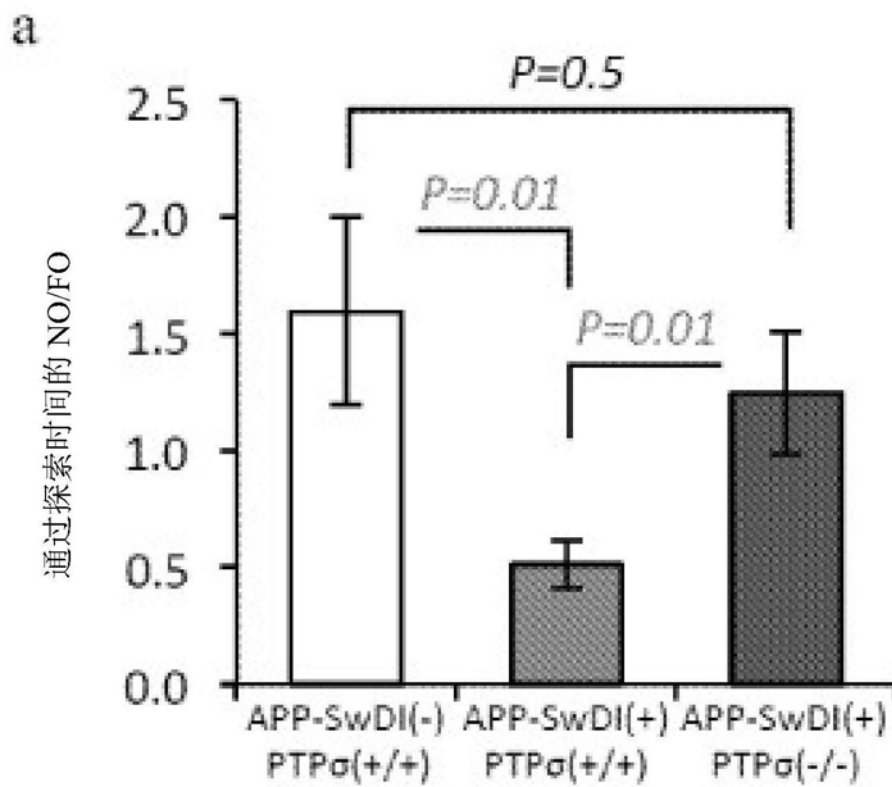 a
P=0.5
2.5
P=0.01
2.0
P=0.01
1.5
1.0
0.5
0.0
通过探索时间的 NO/FO
APP-SwDI(-) APP-SwDI(+) APP-SwDI(+)
PTPσ(+/+) PTPσ(+/+) PTPσ(-/-)